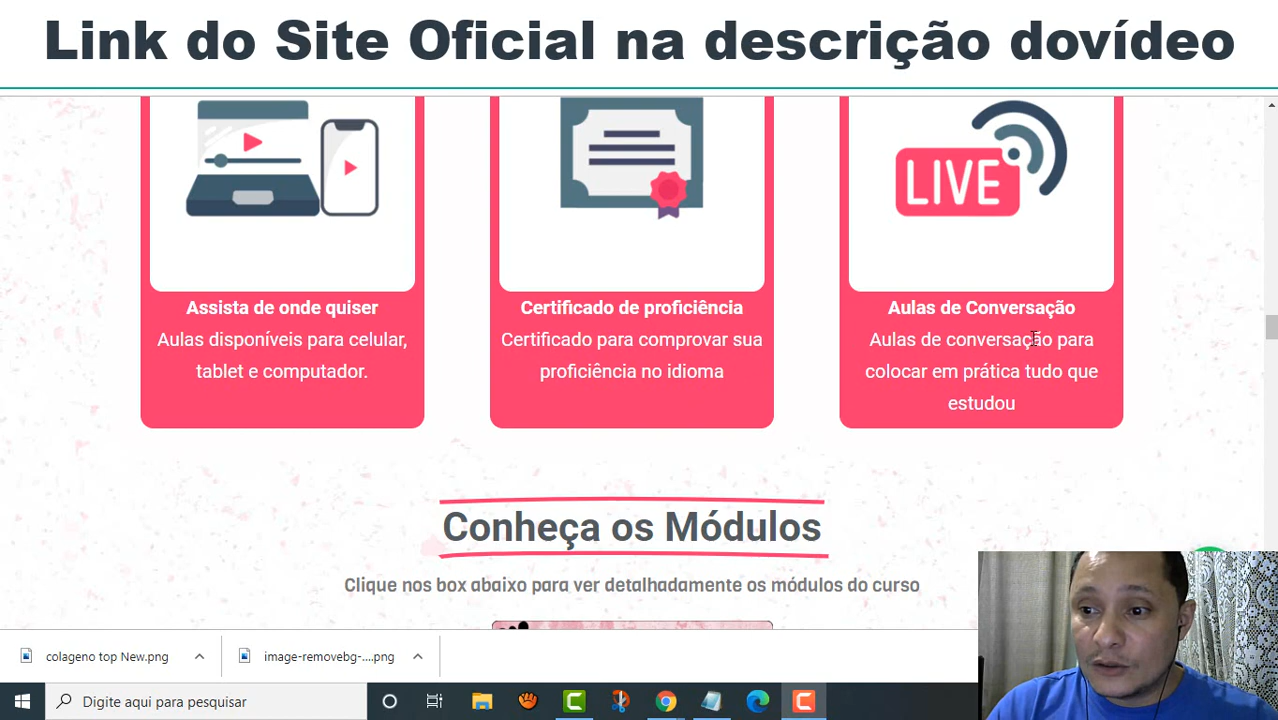 Link do Site Oficial na descrição dovídeo
LIVE
Assista de onde quiser
Aulas disponíveis para celular,
tablet e computador.
Certificado de proficiência
Certificado para comprovar sua
proficiência no idioma
Aulas de Conversação
Aulas de conversação para
colocar em prática tudo que
estudou
Conheça os Módulos
Clique nos box abaixo para ver detalhadamente os módulos do curso
colageno top New.png
image-removebg-....png
Digite aqui para pesquisar